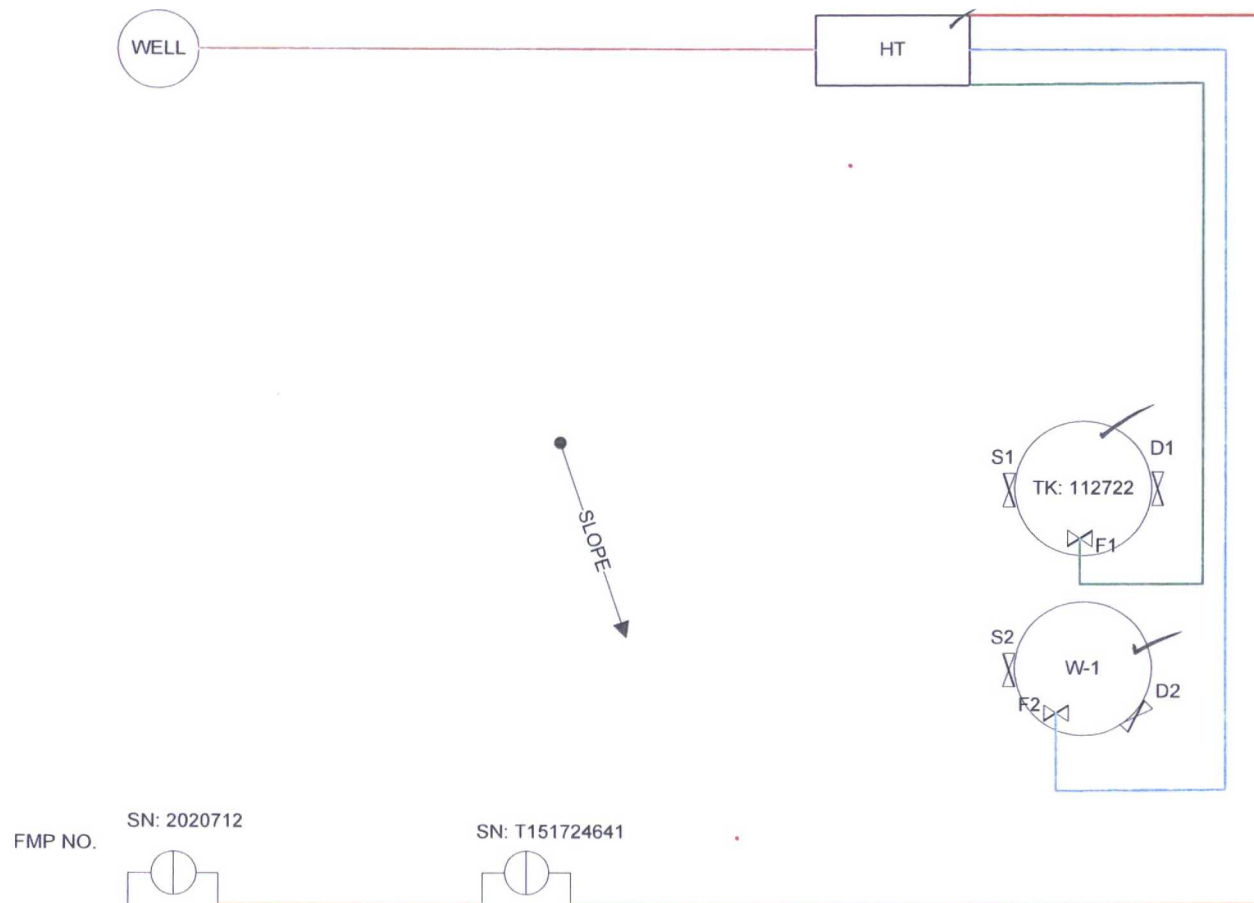 WELL
HT
S1
D1
TK: 112722
F1
SLOPE
S2
W-1
D2
F2
SN: 2020712
SN: T151724641
FMP NO.